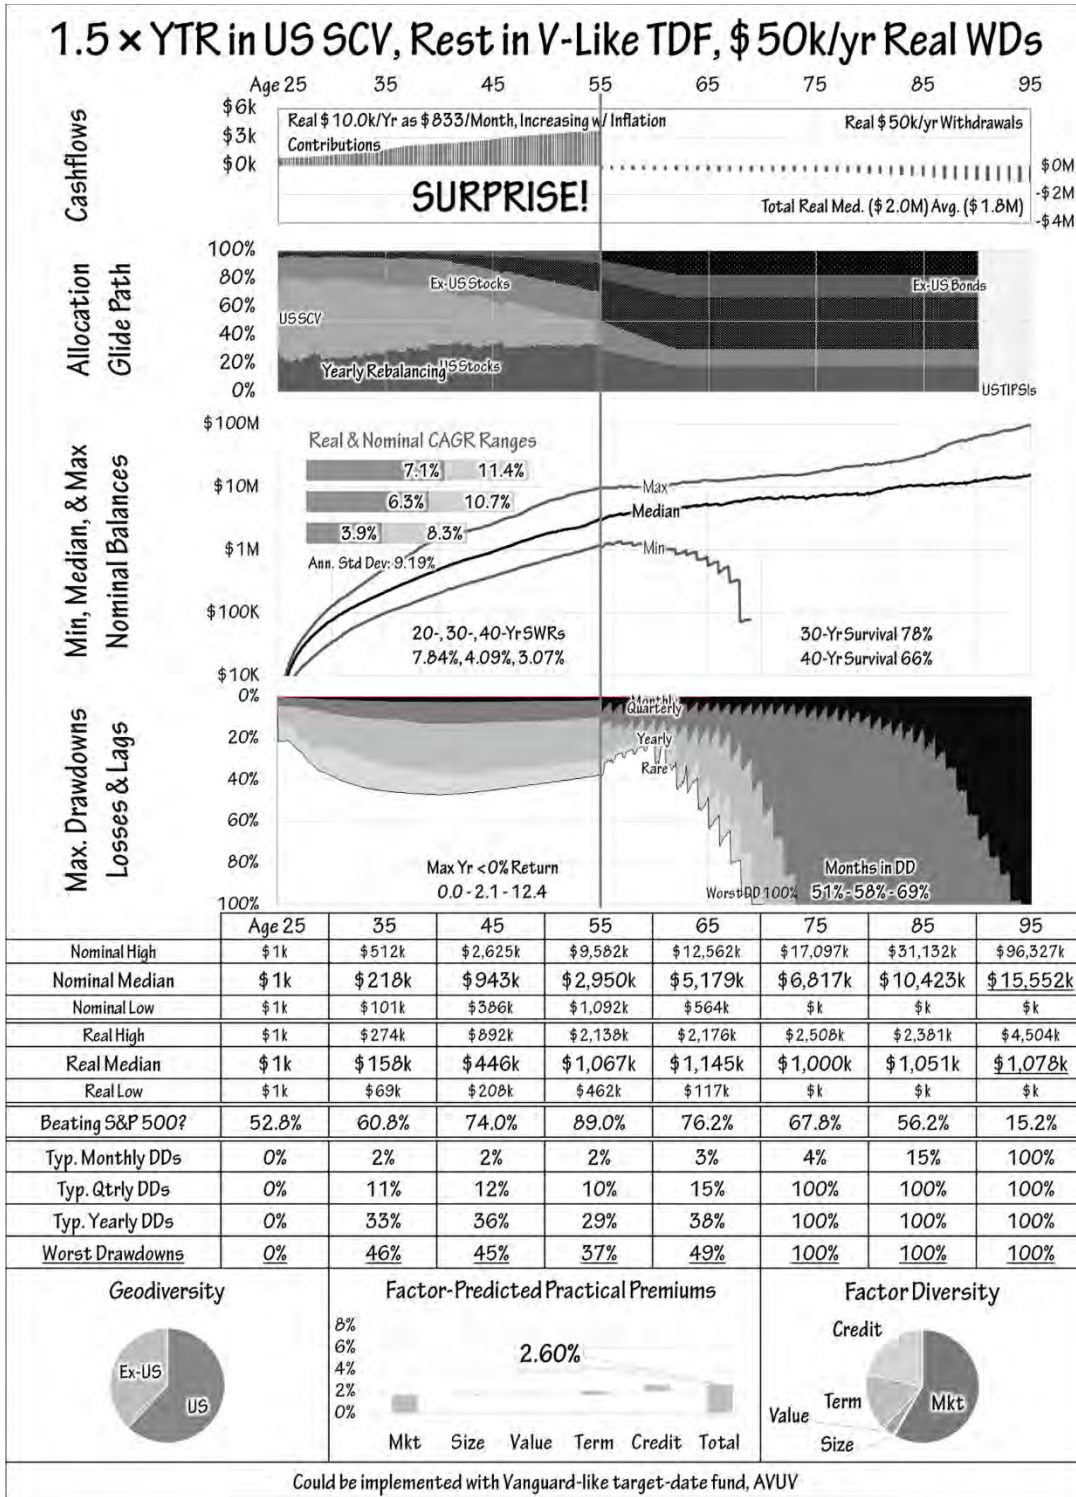 1.5 × YTR in US SCV, Rest in V-Like TDF, $50k/yr Real WDs
Age 25 35 45 55 65 75 85 95
Cashflows
$6k
$3k
$0k
Real $10.0k/Yr as $833/Month, Increasing w/ Inflation
Contributions
SURPRISE!
Real $50k/yr Withdrawals
Total Real Med. ($2.0M) Avg. ($1.8M)
$0M
-$2M
-$4M
Allocation
Glide Path
100%
80%
60%
40%
20%
0%
Ex-US Stocks
Ex-US Bonds
US SCV
Yearly Rebalancing
US Stocks
Min, Median, & Max
Nominal Balances
$100M
$10M
$1M
$100K
$10K
Real & Nominal CAGR Ranges
7.1% 11.4%
6.3% 10.7%
3.9% 8.3%
Ann. Std Dev: 9.19%
Max
Median
Min
20-, 30-, 40-Yr SWRs
7.84%, 4.09%, 3.07%
30-Yr Survival 78%
40-Yr Survival 66%
Max. Drawdowns
Losses & Lags
0%
20%
40%
60%
80%
100%
Monthly
Quarterly
Yearly
Rare
Max Yr <0% Return
0.0 - 2.1 - 12.4
Worst DD 100%
Months in DD
51% - 58% - 69%
Age 25 35 45 55 65 75 85 95
Nominal High $1k $512k $2,625k $9,582k $12,562k $17,097k $31,132k $96,327k
Nominal Median $1k $218k $943k $2,950k $5,179k $6,817k $10,423k $15,552k
Nominal Low $1k $101k $386k $1,092k $564k $k $k $k
Real High $1k $274k $892k $2,138k $2,176k $2,508k $2,381k $4,504k
Real Median $1k $158k $446k $1,067k $1,145k $1,000k $1,051k $1,078k
Real Low $1k $69k $208k $462k $117k $k $k $k
Beating S&P 500? 52.8% 60.8% 74.0% 89.0% 76.2% 67.8% 56.2% 15.2%
Typ. Monthly DDs 0% 2% 2% 2% 3% 4% 15% 100%
Typ. Qtrly DDs 0% 11% 12% 10% 15% 100% 100% 100%
Typ. Yearly DDs 0% 33% 36% 29% 38% 100% 100% 100%
Worst Drawdowns 0% 46% 45% 37% 49% 100% 100% 100%
Geodiversity
Ex-US
US
Factor-Predicted Practical Premiums
8%
6%
4%
2%
0%
2.60%
Mkt Size Value Term Credit Total
Factor Diversity
Credit
Term
Value
Size
Mkt
Could be implemented with Vanguard-like target-date fund, AVUV